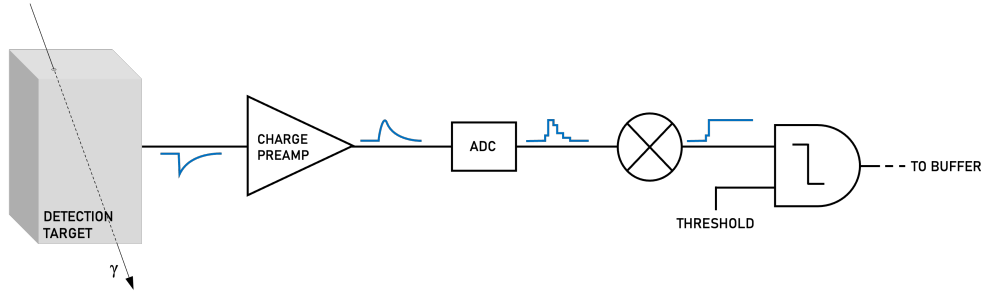 DETECTION
TARGET
γ
CHARGE
PREAMP
ADC
THRESHOLD
TO BUFFER